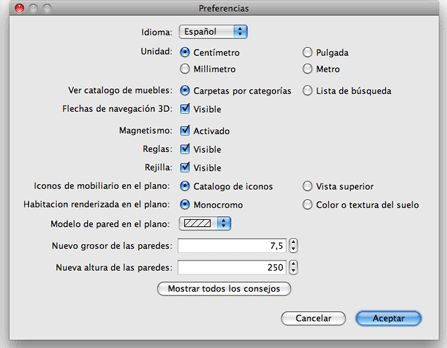 Preferencias
Idioma: Español
Unidad: Centímetro Pulgada
Millimetro Metro
Ver catalogo de muebles: Carpetas por categorías Lista de búsqueda
Flechas de navegación 3D: Visible
Magnetismo: Activado
Reglas: Visible
Rejilla: Visible
Iconos de mobiliario en el plano: Catalogo de iconos Vista superior
Habitacion renderizada en el plano: Monocromo Color o textura del suelo
Modelo de pared en el plano:
Nuevo grosor de las paredes: 7,5
Nueva altura de las paredes: 250
Mostrar todos los consejos
Cancelar Aceptar